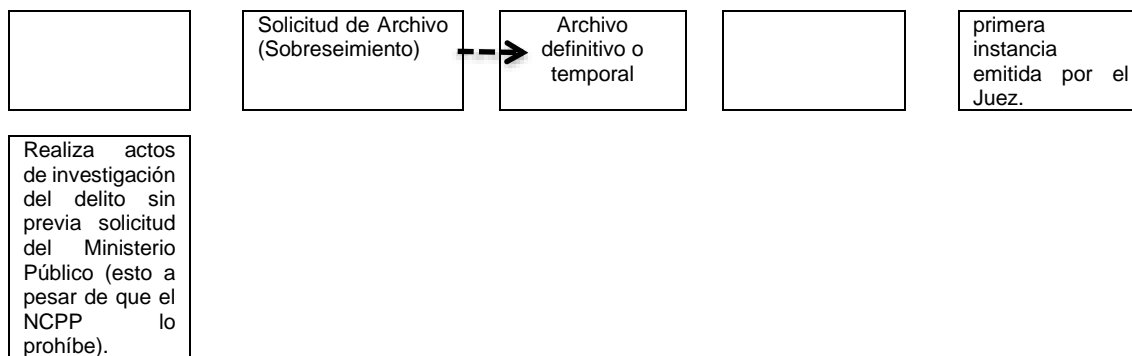 Solicitud de Archivo
(Sobreseimiento)
Archivo
definitivo o
temporal
primera
instancia
emitida por el
Juez.
Realiza actos
de investigación
del delito sin
previa solicitud
del Ministerio
Público (esto a
pesar de que el
NCPP lo
prohíbe).